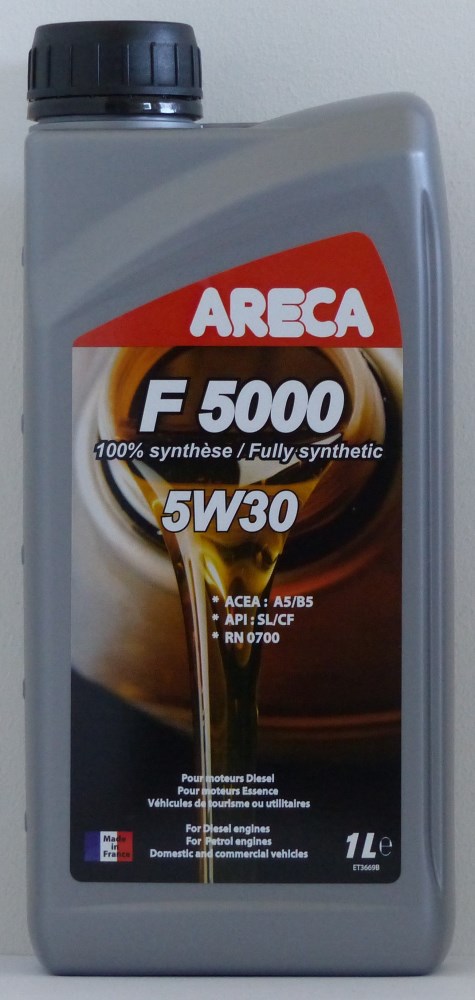 ARECA
F 5000
100% synthèse / Fully synthetic
5W30
* ACEA : A5/B5
* API : SL/CF
* RN 0700
Pour moteurs Diesel
Pour moteurs Essence
Véhicules de tourisme ou utilitaires
For Diesel engines
For Petrol engines
Domestic and commercial vehicles
Made
in
France
1L℮
ET3669B